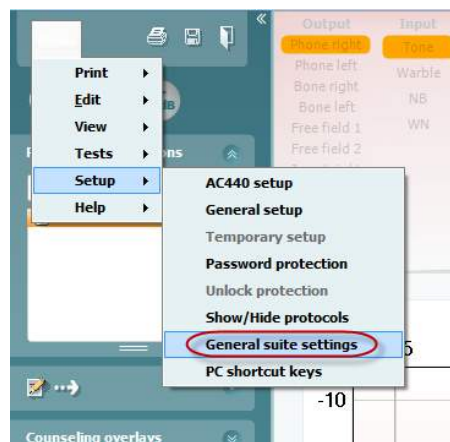 Output Input
Phone right Tone
Phone left Warble
Bone right NB
Bone left WN
Free field 1
Free field 2
Print
Edit
View
Tests
Setup
Help
ons
AC440 setup
General setup
Temporary setup
Password protection
Unlock protection
Show/Hide protocols
General suite settings
PC shortcut keys
5
-10
Counseling overlays